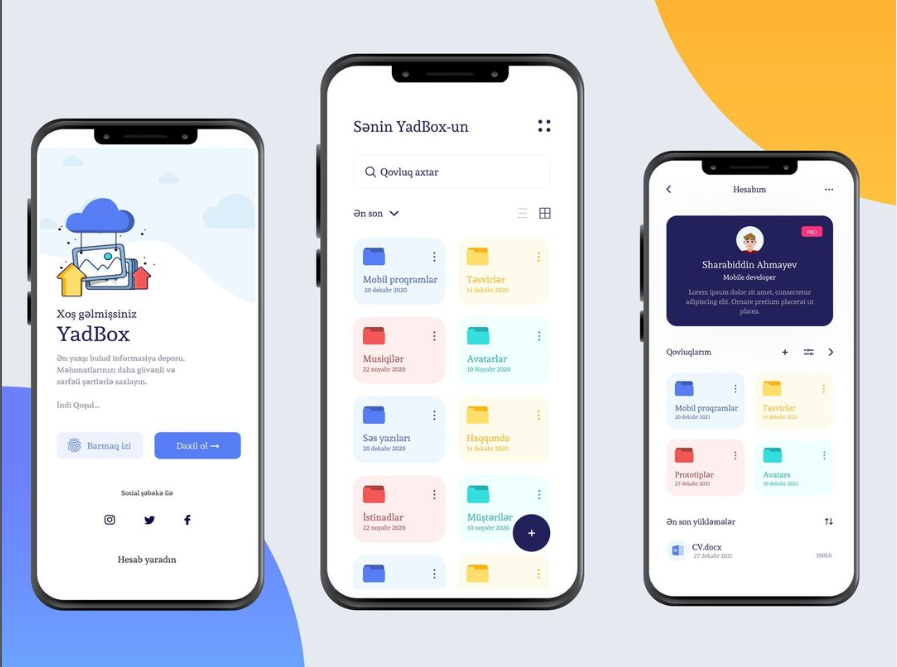 Xoş gəlmişsiniz
YadBox
Ən yaxşı bulud informasiya deposu.
Məlumatlarınızı daha güvənli və
sərfəli şərtlərlə saxlayın.
İndi Qoşul...
Barmaq izi
Daxil ol →
Sosial şəbəkə ilə
Hesab yaradın
Sənin YadBox-un
Qovluq axtar
Ən son
Mobil proqramlar
20 dekabr 2020
Təsvirlər
14 dekabr 2020
Musiqilər
22 noyabr 2020
Avatarlar
10 Noyabr 2020
Səs yazıları
20 dekabr 2020
Haqqımda
14 dekabr 2020
İstinadlar
22 noyabr 2020
Müştərilər
10 noyabr 2020
+
Hesabım
PRO
Sharabiddin Ahmayev
Mobile developer
Lorem ipsum dolor sit amet, consectetur
adipiscing elit. Ornare pretium placerat ut
platea.
Qovluqlarım
+
Mobil proqramlar
20 dekabr 2021
Təsvirlər
14 dekabr 2021
Prototiplər
27 dekabr 2021
Avatars
10 dekabr 2021
Ən son yükləmələr
W
CV.docx
27 dekabr 2021
300kb